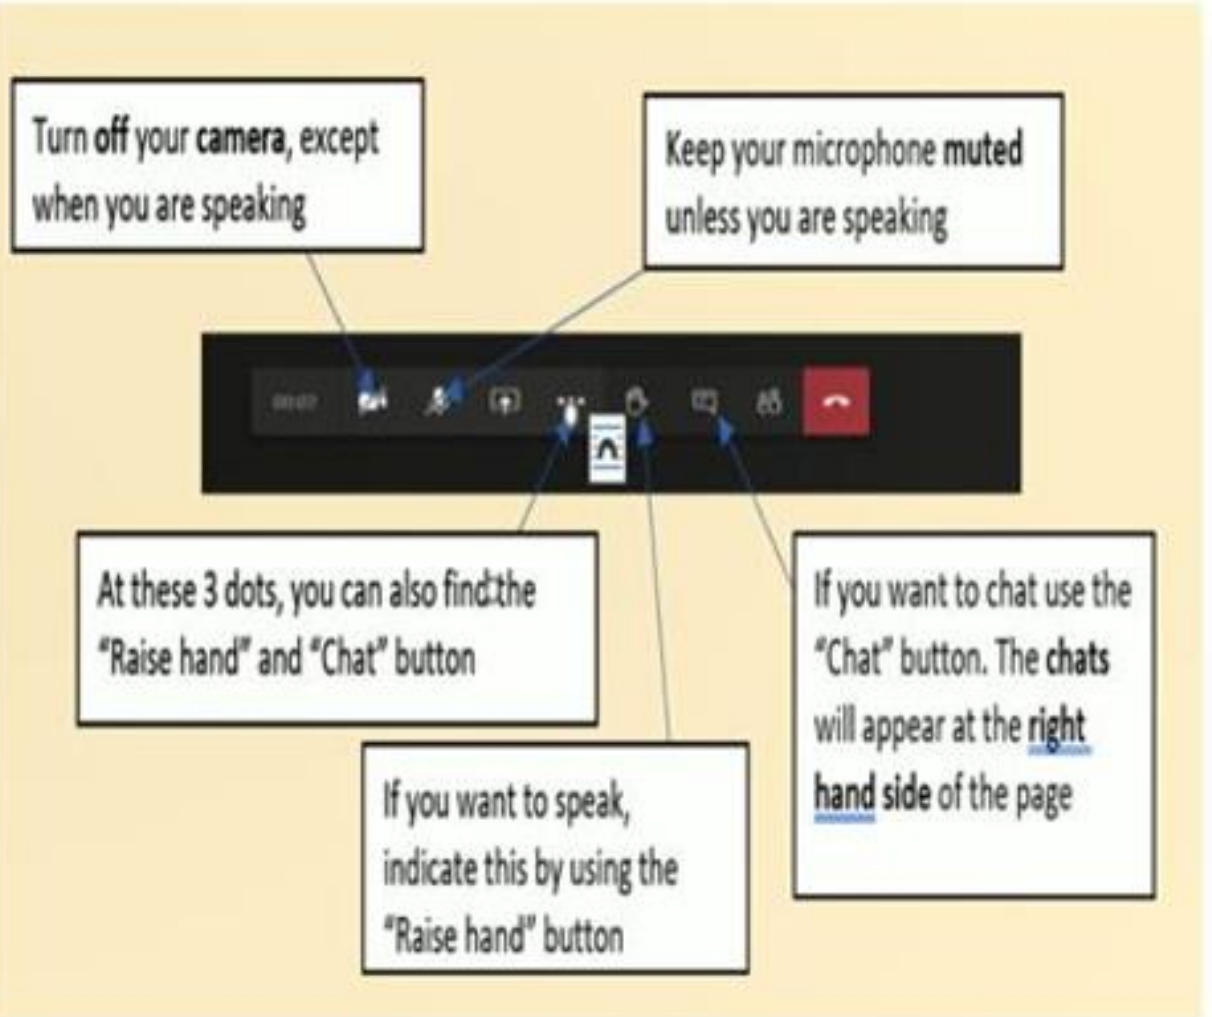 Turn off your camera, except
when you are speaking
Keep your microphone muted
unless you are speaking
At these 3 dots, you can also find the
"Raise hand" and "Chat" button
If you want to speak,
indicate this by using the
"Raise hand" button
If you want to chat use the
"Chat" button. The chats
will appear at the right
hand side of the page